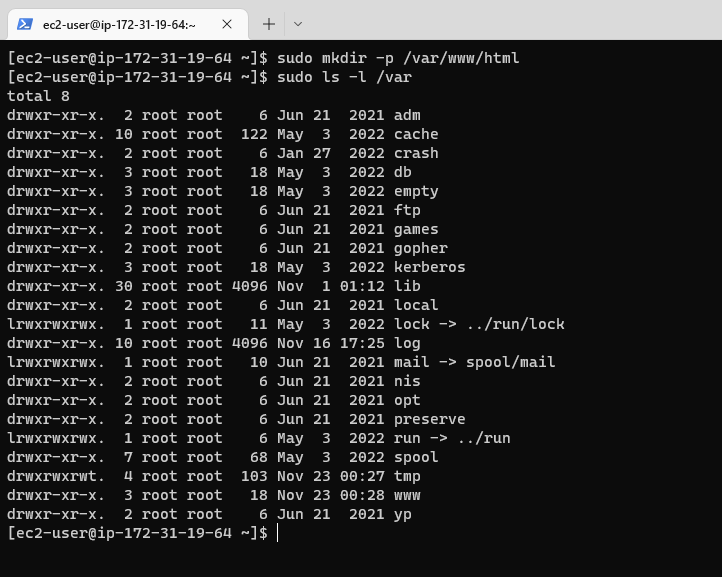 ec2-user@ip-172-31-19-64:~
[ec2-user@ip-172-31-19-64 ~]$ sudo mkdir -p /var/www/html
[ec2-user@ip-172-31-19-64 ~]$ sudo ls -l /var
total 8
drwxr-xr-x.  2 root root    6 Jun 21  2021 adm
drwxr-xr-x. 10 root root  122 May  3  2022 cache
drwxr-xr-x.  2 root root    6 Jan 27  2022 crash
drwxr-xr-x.  3 root root   18 May  3  2022 db
drwxr-xr-x.  3 root root   18 May  3  2022 empty
drwxr-xr-x.  2 root root    6 Jun 21  2021 ftp
drwxr-xr-x.  2 root root    6 Jun 21  2021 games
drwxr-xr-x.  2 root root    6 Jun 21  2021 gopher
drwxr-xr-x.  3 root root   18 May  3  2022 kerberos
drwxr-xr-x. 30 root root 4096 Nov  1 01:12 lib
drwxr-xr-x.  2 root root    6 Jun 21  2021 local
lrwxrwxrwx.  1 root root   11 May  3  2022 lock -> ../run/lock
drwxr-xr-x. 10 root root 4096 Nov 16 17:25 log
lrwxrwxrwx.  1 root root   10 Jun 21  2021 mail -> spool/mail
drwxr-xr-x.  2 root root    6 Jun 21  2021 nis
drwxr-xr-x.  2 root root    6 Jun 21  2021 opt
drwxr-xr-x.  2 root root    6 Jun 21  2021 preserve
lrwxrwxrwx.  1 root root    6 May  3  2022 run -> ../run
drwxr-xr-x.  7 root root   68 May  3  2022 spool
drwxrwxrwt.  4 root root  103 Nov 23 00:27 tmp
drwxr-xr-x.  3 root root   18 Nov 23 00:28 www
drwxr-xr-x.  2 root root    6 Jun 21  2021 yp
[ec2-user@ip-172-31-19-64 ~]$